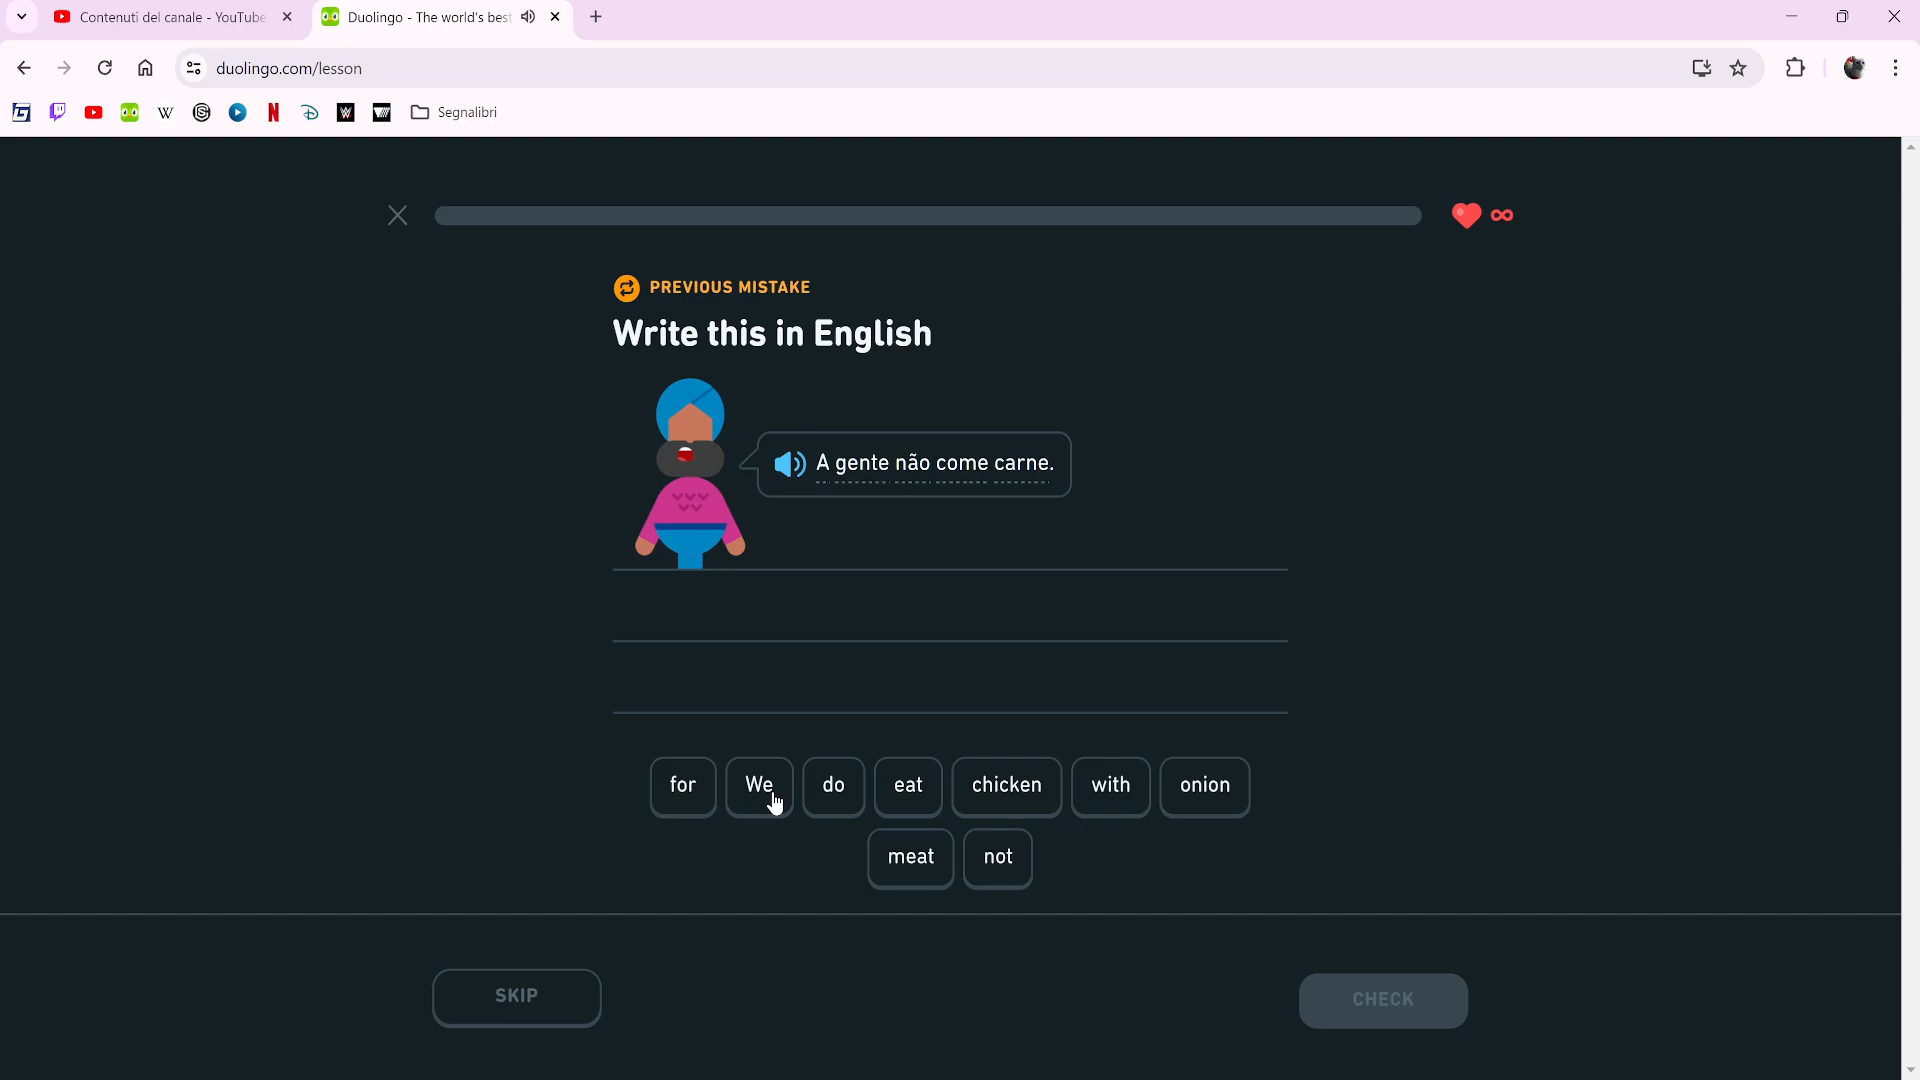 Contenuti del canale - YouTube
Duolingo - The world's best
duolingo.com/lesson
Segnalibri
PREVIOUS MISTAKE
Write this in English
A gente não come carne.
for We do eat chicken with onion
meat not
SKIP CHECK